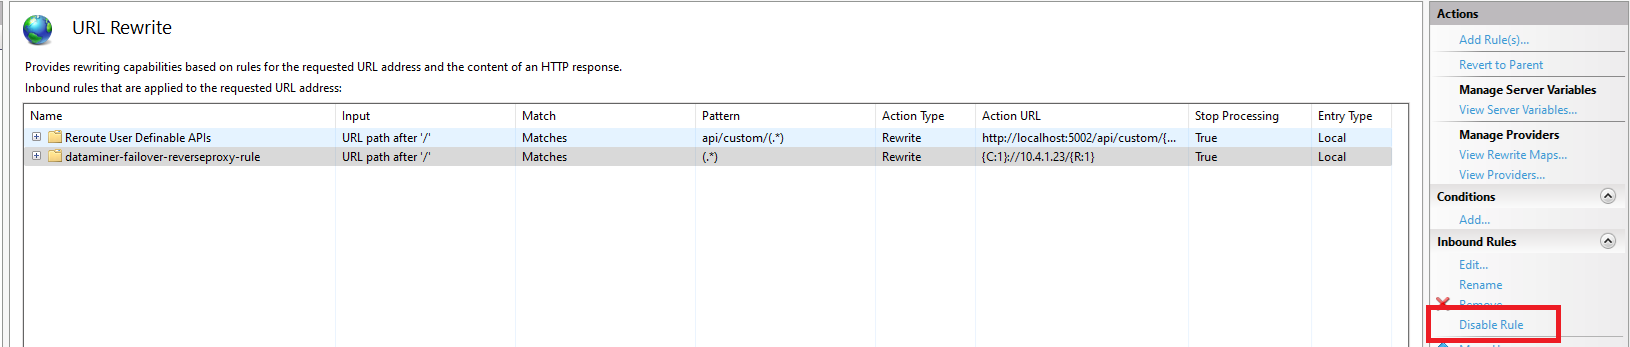 URL Rewrite
Provides rewriting capabilities based on rules for the requested URL address and the content of an HTTP response.
Inbound rules that are applied to the requested URL address:
Name Input Match Pattern Action Type Action URL Stop Processing Entry Type
Reroute User Definable APIs URL path after '/' Matches api/custom/(.*) Rewrite http://localhost:5002/api/custom/{... True Local
dataminer-failover-reverseproxy-rule URL path after '/' Matches (.*) Rewrite {C:1}://10.4.1.23/{R:1} True Local
Actions
Add Rule(s)...
Revert to Parent
Manage Server Variables
View Server Variables...
Manage Providers
View Rewrite Maps...
View Providers...
Conditions
Add...
Inbound Rules
Edit...
Rename
Remove
Disable Rule